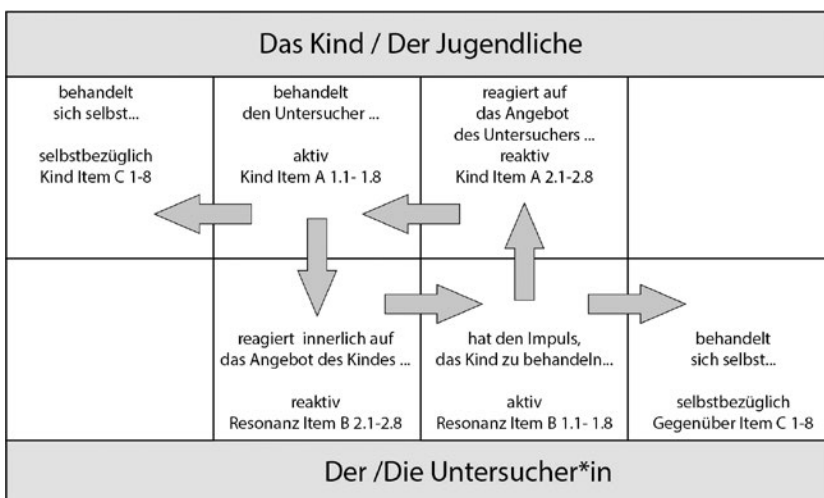 Das Kind / Der Jugendliche
behandelt
sich selbst...
selbstbezüglich
Kind Item C 1-8
behandelt
den Untersucher ...
aktiv
Kind Item A 1.1- 1.8
reagiert auf
das Angebot
des Untersuchers ...
reaktiv
Kind Item A 2.1-2.8
reagiert innerlich auf
das Angebot des Kindes ...
reaktiv
Resonanz Item B 2.1-2.8
hat den Impuls,
das Kind zu behandeln...
aktiv
Resonanz Item B 1.1- 1.8
behandelt
sich selbst...
selbstbezüglich
Gegenüber Item C 1-8
Der /Die Untersucher*in